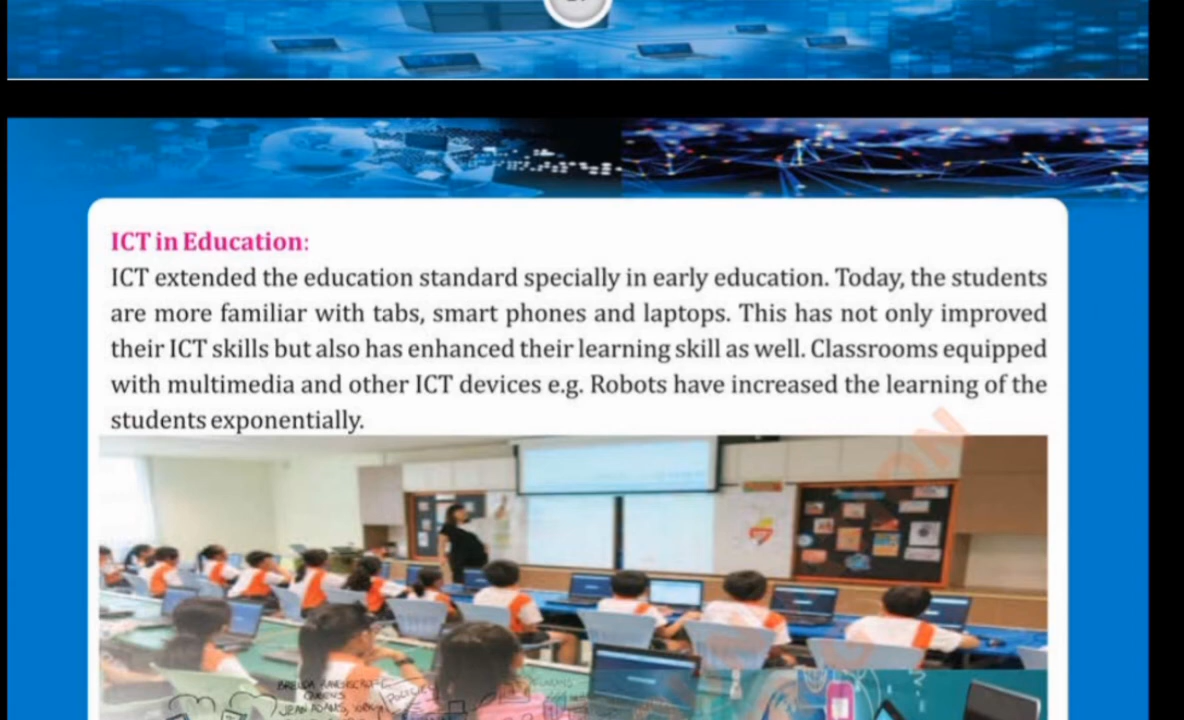 ICT in Education:
ICT extended the education standard specially in early education. Today, the students
are more familiar with tabs, smart phones and laptops. This has not only improved
their ICT skills but also has enhanced their learning skill as well. Classrooms equipped
with multimedia and other ICT devices e.g. Robots have increased the learning of the
students exponentially.